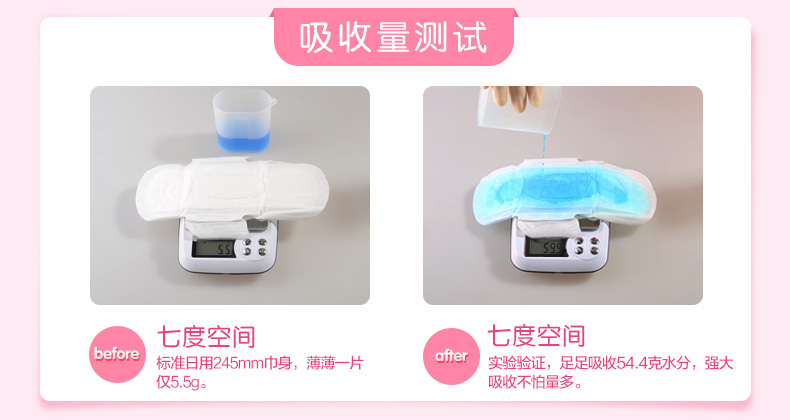 吸收量测试
5.5
before
七度空间
标准日用245mm巾身，薄薄一片
仅5.5g。
after
七度空间
实验验证，足足吸收54.4克水分，强大
吸收不怕量多。